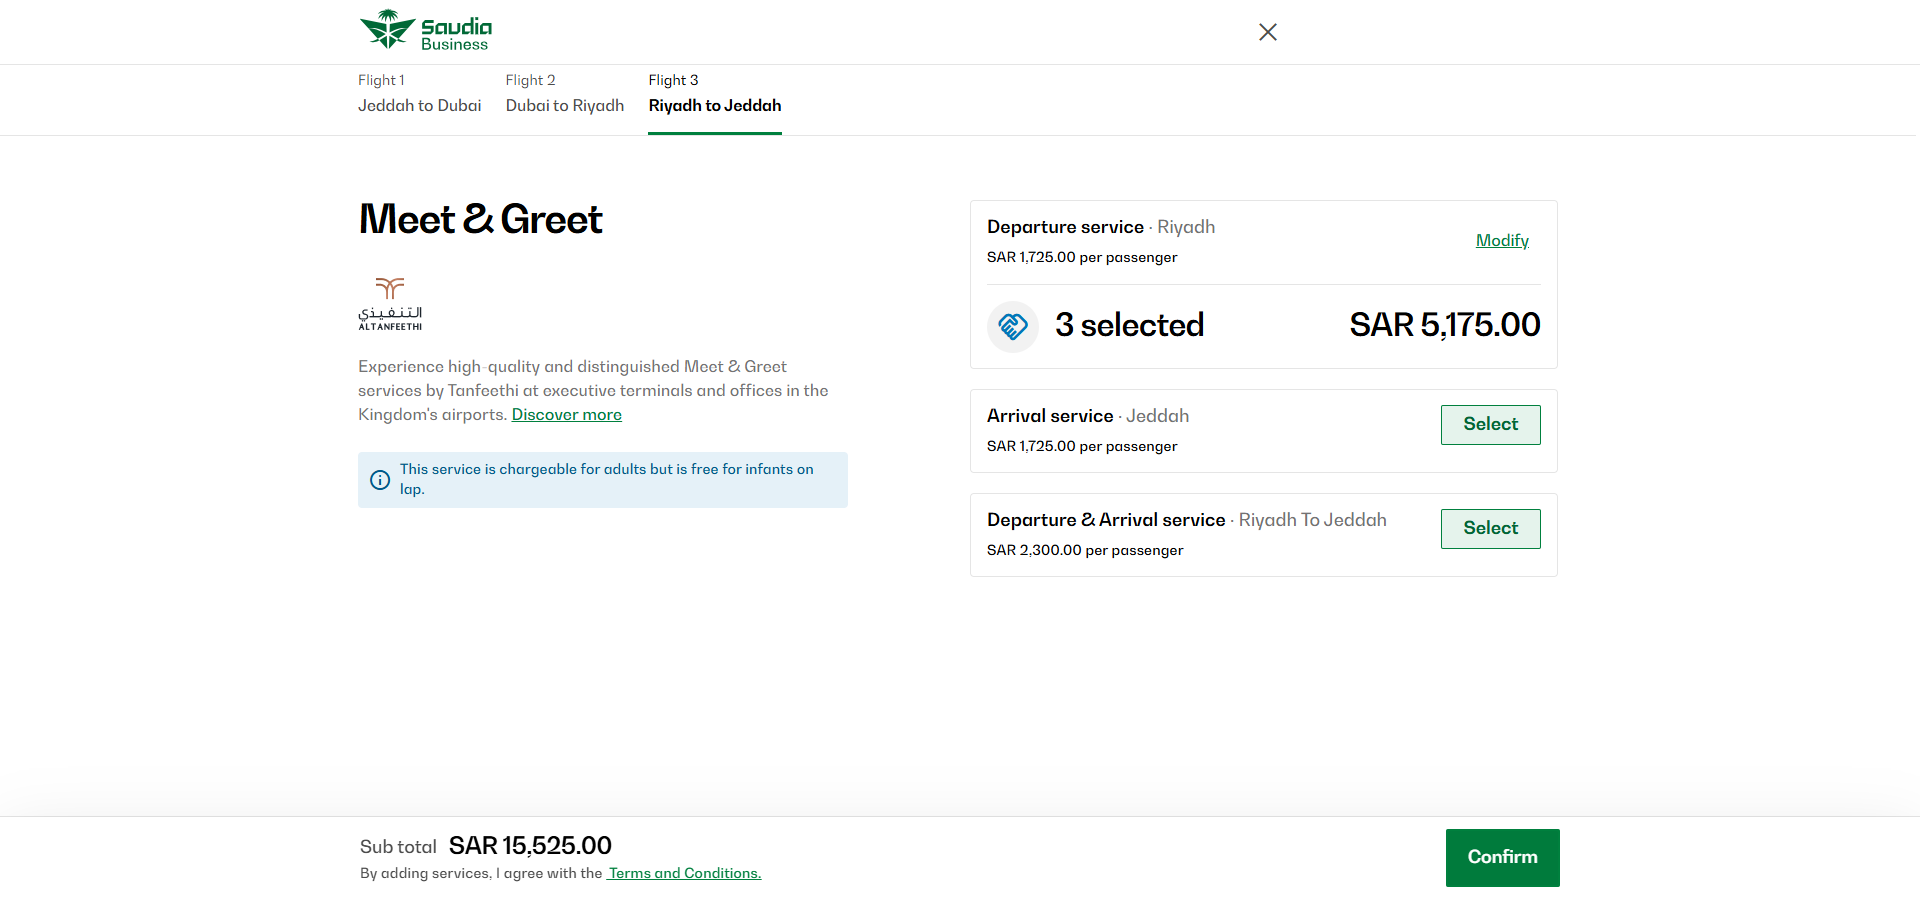 Saudia
Business
Flight 1
Jeddah to Dubai
Flight 2
Dubai to Riyadh
Flight 3
Riyadh to Jeddah
Meet & Greet
التنفيذي
ALTANFEETHI
Experience high-quality and distinguished Meet & Greet
services by Tanfeethi at executive terminals and offices in the
Kingdom's airports. Discover more
This service is chargeable for adults but is free for infants on
lap.
Departure service · Riyadh
SAR 1,725.00 per passenger
Modify
3 selected
SAR 5,175.00
Arrival service · Jeddah
SAR 1,725.00 per passenger
Select
Departure & Arrival service · Riyadh To Jeddah
SAR 2,300.00 per passenger
Select
Sub total SAR 15,525.00
By adding services, I agree with the Terms and Conditions.
Confirm